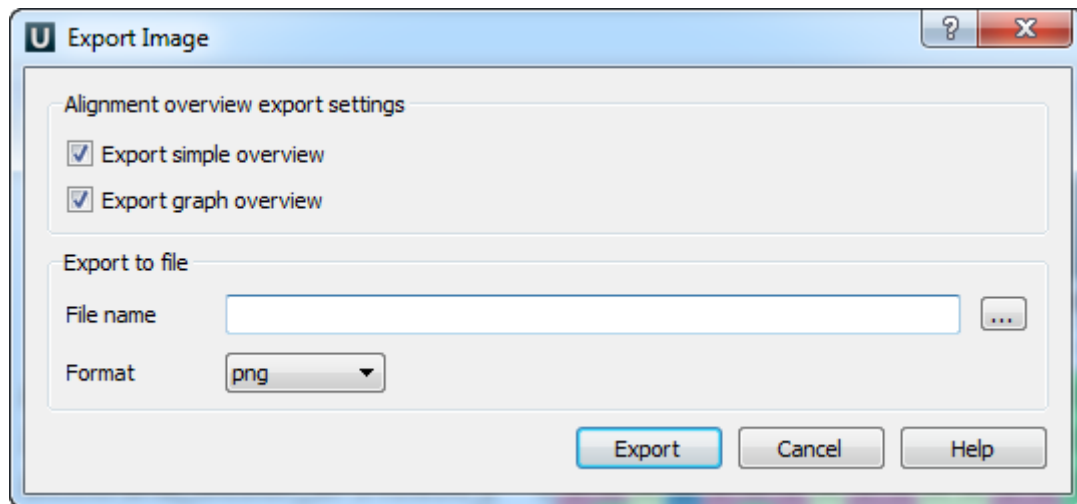 U Export Image
?
X
Alignment overview export settings
Export simple overview
Export graph overview
Export to file
File name
...
Format png
Export Cancel Help